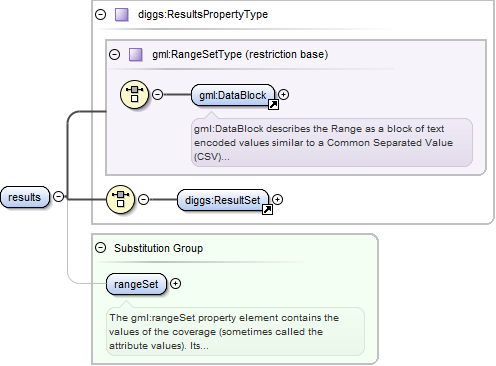 diggs:ResultsPropertyType
gml:RangeSetType (restriction base)
gml:DataBlock
gml:DataBlock describes the Range as a block of text
encoded values similar to a Common Separated Value
(CSV)...
results
diggs:ResultSet
Substitution Group
rangeSet
The gml:rangeSet property element contains the
values of the coverage (sometimes called the
attribute values). Its...